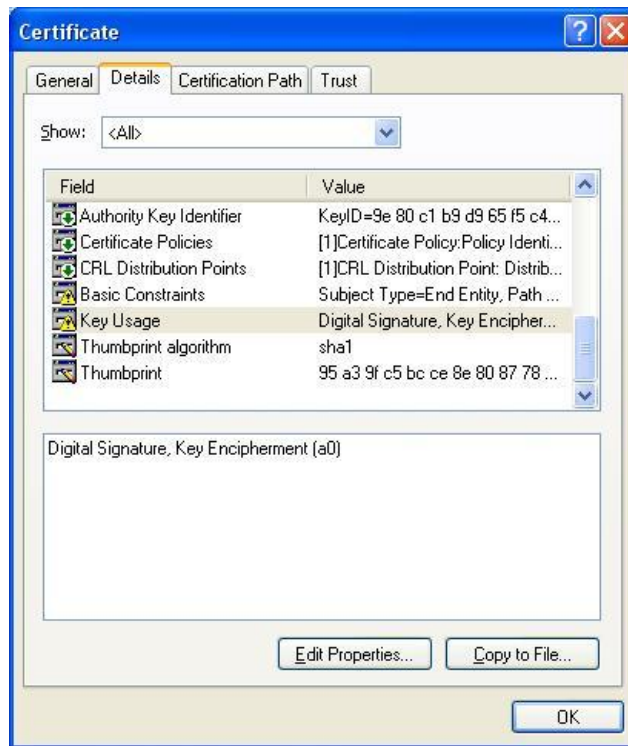 Certificate
General Details Certification Path Trust
Show: <All>
Field Value
Authority Key Identifier KeyID=9e 80 c1 b9 d9 65 f5 c4...
Certificate Policies [1]Certificate Policy:Policy Identi...
CRL Distribution Points [1]CRL Distribution Point: Distrib...
Basic Constraints Subject Type=End Entity, Path ...
Key Usage Digital Signature, Key Encipher...
Thumbprint algorithm sha1
Thumbprint 95 a3 9f c5 bc ce 8e 80 87 78 ...
Digital Signature, Key Encipherment (a0)
Edit Properties... Copy to File...
OK